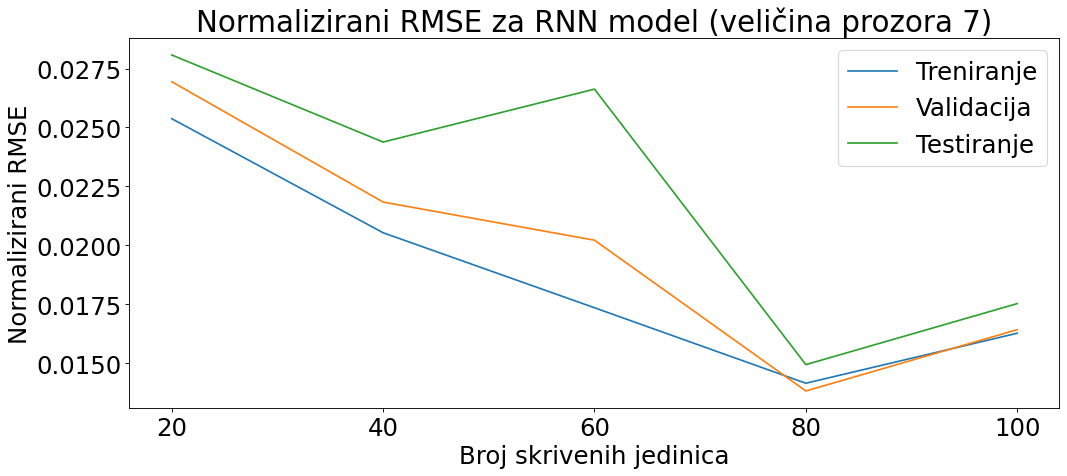 Normalizirani RMSE za RNN model (veličina prozora 7)
Normalizirani RMSE
0.0275
0.0250
0.0225
0.0200
0.0175
0.0150
Treniranje
Validacija
Testiranje
20 40 60 80 100
Broj skrivenih jedinica